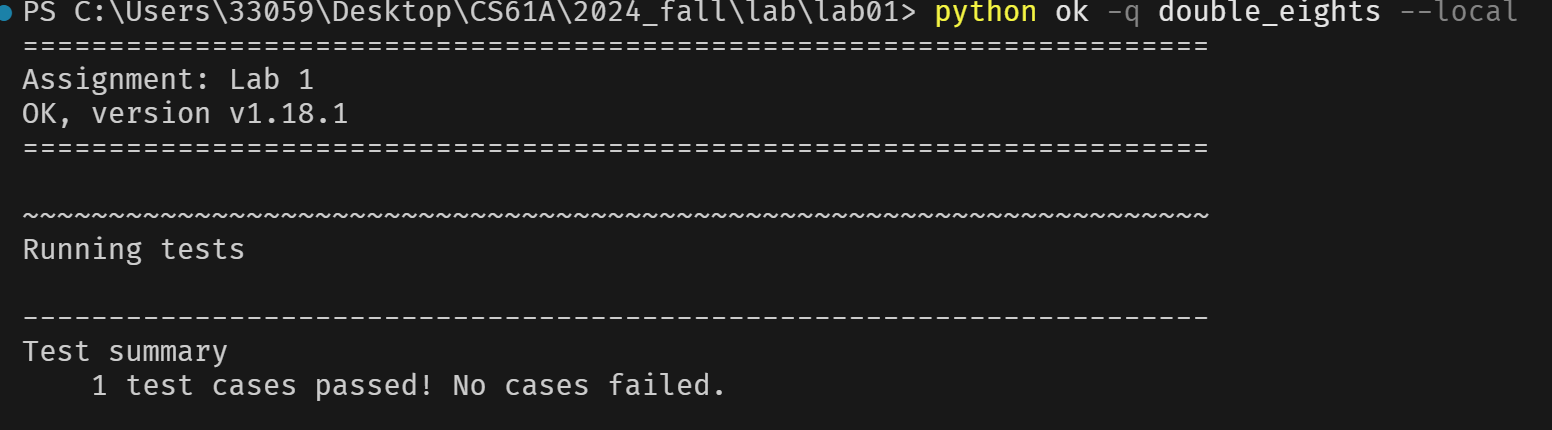 PS C:\Users\33059\Desktop\CS61A\2024_fall\lab\lab01> python ok -q double_eights --local
=====================================================================
Assignment: Lab 1
OK, version v1.18.1
=====================================================================
~~~~~~~~~~~~~~~~~~~~~~~~~~~~~~~~~~~~~~~~~~~~~~~~~~~~~~~~~~~~~~~~~~~~~
Running tests
---------------------------------------------------------------------
Test summary
    1 test cases passed! No cases failed.